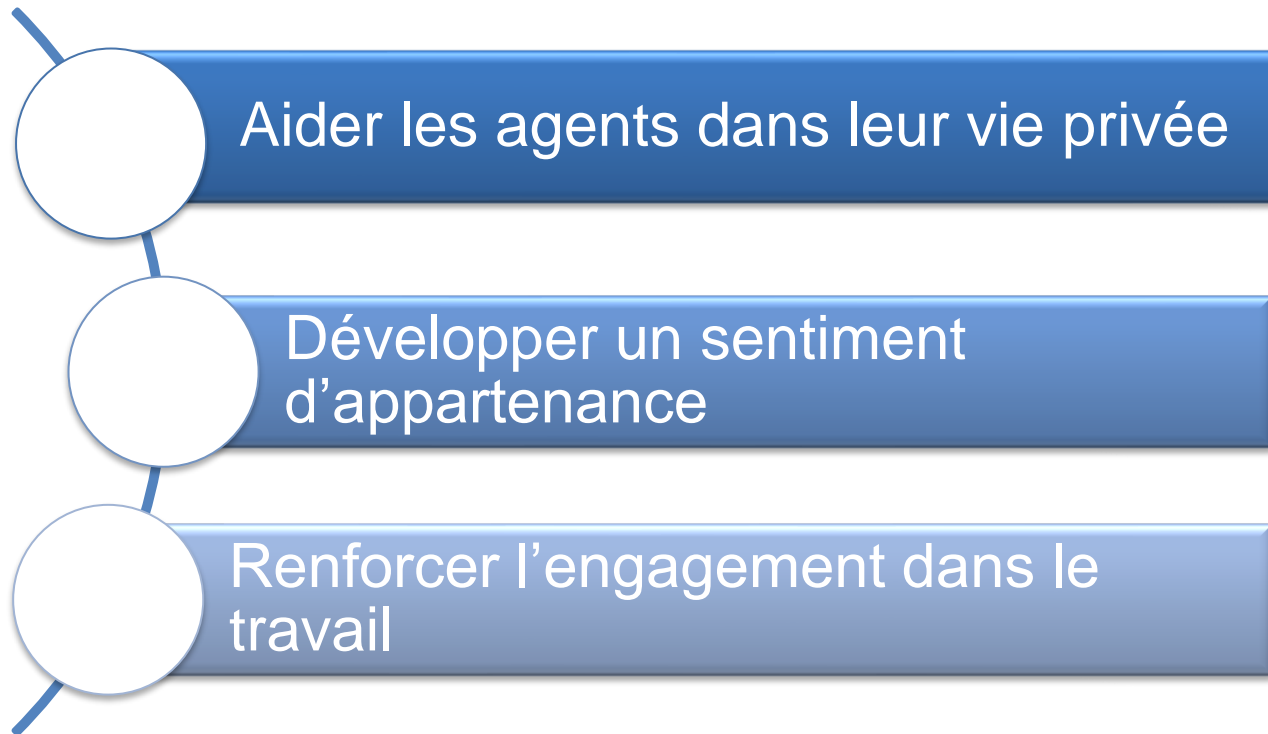 Aider les agents dans leur vie privée
Développer un sentiment
d’appartenance
Renforcer l’engagement dans le
travail